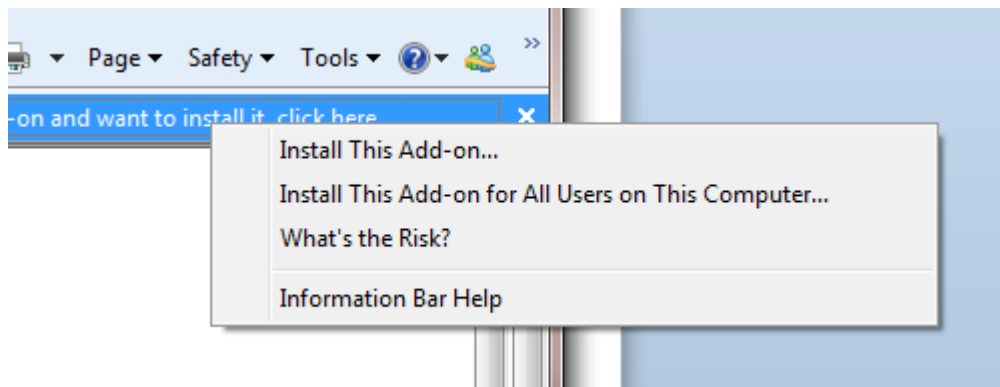 Page Safety Tools
-on and want to install it, click here
Install This Add-on...
Install This Add-on for All Users on This Computer...
What's the Risk?
Information Bar Help